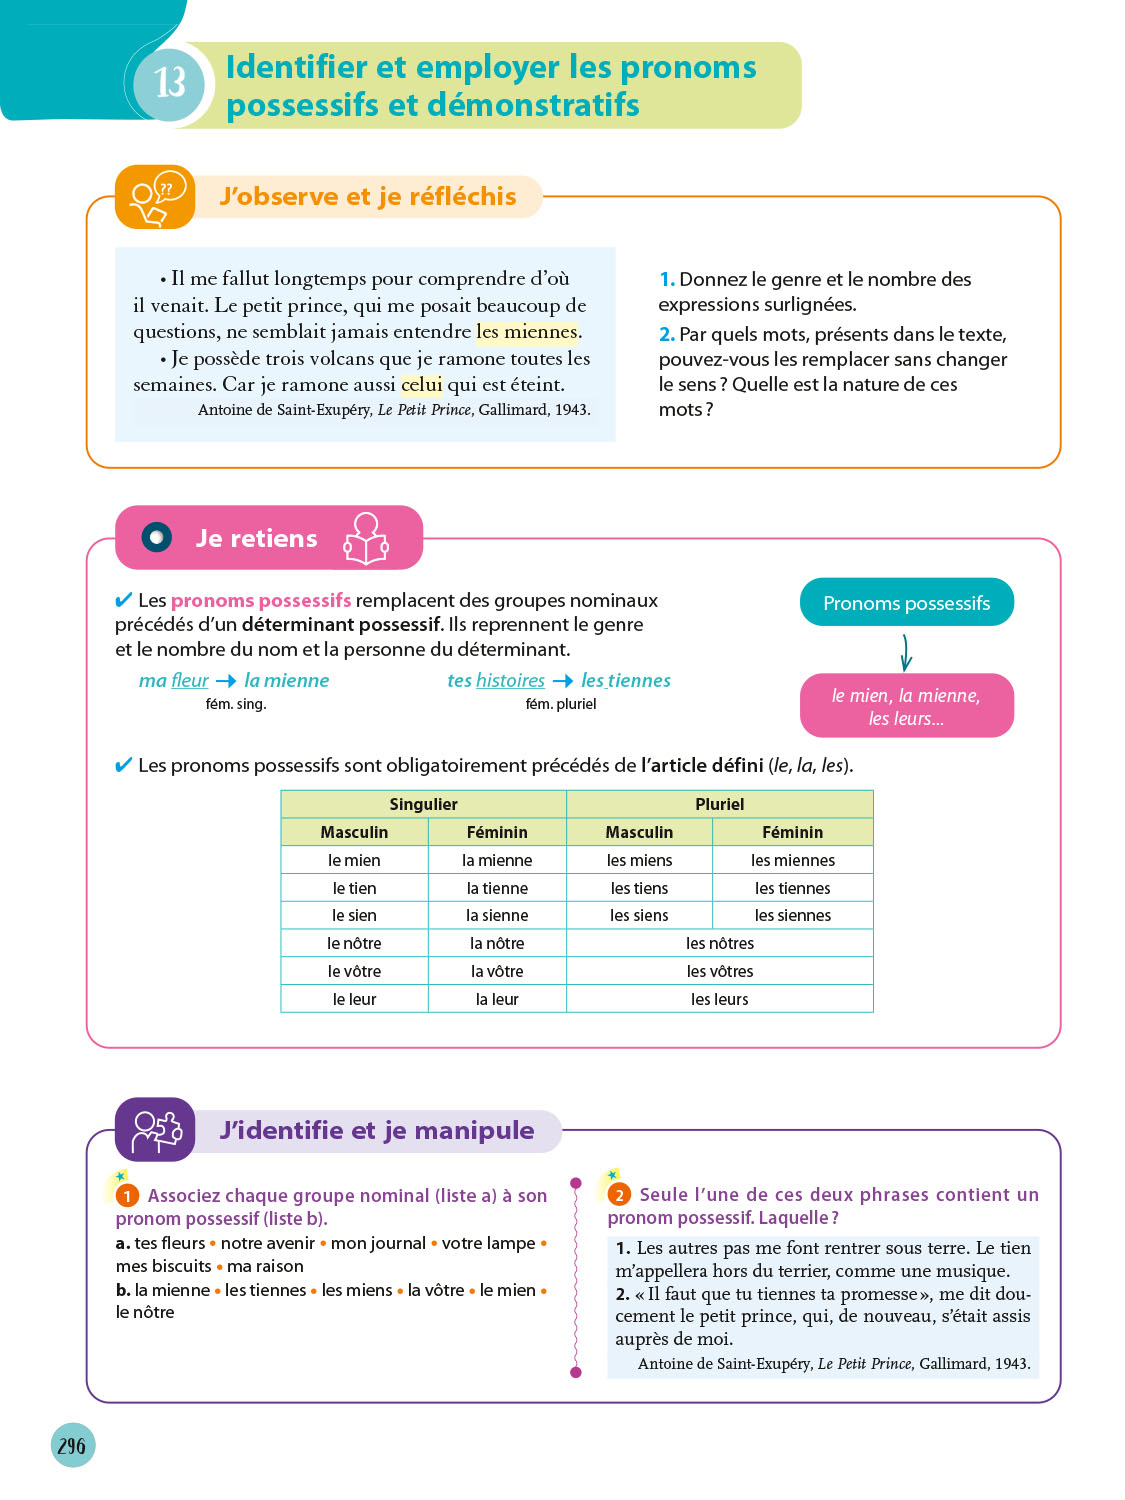 13
Identifier et employer les pronoms
possessifs et démonstratifs
??
J'observe et je réfléchis
• Il me fallut longtemps pour comprendre d'où
il venait. Le petit prince, qui me posait beaucoup de
questions, ne semblait jamais entendre les miennes.
• Je possède trois volcans que je ramone toutes les
semaines. Car je ramone aussi celui qui est éteint.
Antoine de Saint-Exupéry, Le Petit Prince, Gallimard, 1943.
1. Donnez le genre et le nombre des
expressions surlignées.
2. Par quels mots, présents dans le texte,
pouvez-vous les remplacer sans changer
le sens ? Quelle est la nature de ces
mots ?
Je retiens
✔ Les pronoms possessifs remplacent des groupes nominaux
précédés d'un déterminant possessif. Ils reprennent le genre
et le nombre du nom et la personne du déterminant.
ma fleur → la mienne tes histoires → les tiennes
fém. sing. fém. pluriel
Pronoms possessifs
le mien, la mienne,
les leurs...
✔ Les pronoms possessifs sont obligatoirement précédés de l'article défini (le, la, les).
Singulier Pluriel
Masculin Féminin Masculin Féminin
le mien la mienne les miens les miennes
le tien la tienne les tiens les tiennes
le sien la sienne les siens les siennes
le nôtre la nôtre les nôtres
le vôtre la vôtre les vôtres
le leur la leur les leurs
J'identifie et je manipule
1 Associez chaque groupe nominal (liste a) à son
pronom possessif (liste b).
a. tes fleurs • notre avenir • mon journal • votre lampe •
mes biscuits • ma raison
b. la mienne • les tiennes • les miens • la vôtre • le mien •
le nôtre
2 Seule l'une de ces deux phrases contient un
pronom possessif. Laquelle ?
1. Les autres pas me font rentrer sous terre. Le tien
m'appellera hors du terrier, comme une musique.
2. « Il faut que tu tiennes ta promesse », me dit dou-
cement le petit prince, qui, de nouveau, s'était assis
auprès de moi.
Antoine de Saint-Exupéry, Le Petit Prince, Gallimard, 1943.
296